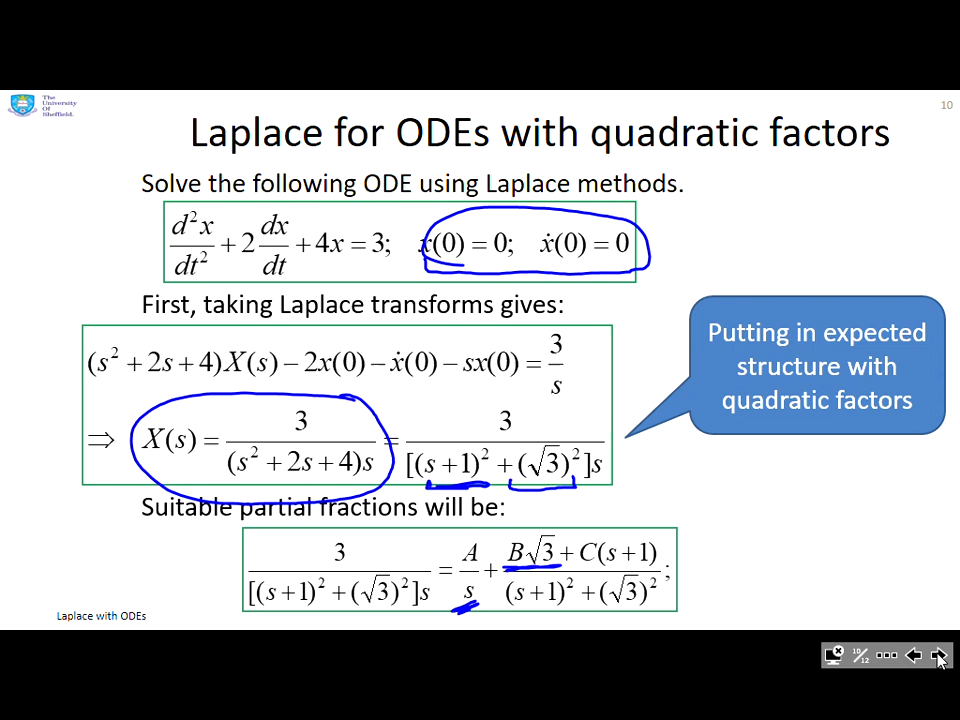 The
University
Of
Sheffield.
10
Laplace for ODEs with quadratic factors
Solve the following ODE using Laplace methods.
d²x/dt² + 2 dx/dt + 4x = 3; x(0) = 0; ẋ(0) = 0
First, taking Laplace transforms gives:
(s² + 2s + 4)X(s) − 2x(0) − ẋ(0) − sx(0) = 3/s
⇒ X(s) = 3/((s² + 2s + 4)s) = 3/([(s + 1)² + (√3)²]s)
Putting in expected
structure with
quadratic factors
Suitable partial fractions will be:
3/([(s + 1)² + (√3)²]s) = A/s + (B√3 + C(s + 1))/((s + 1)² + (√3)²);
Laplace with ODEs
10/12